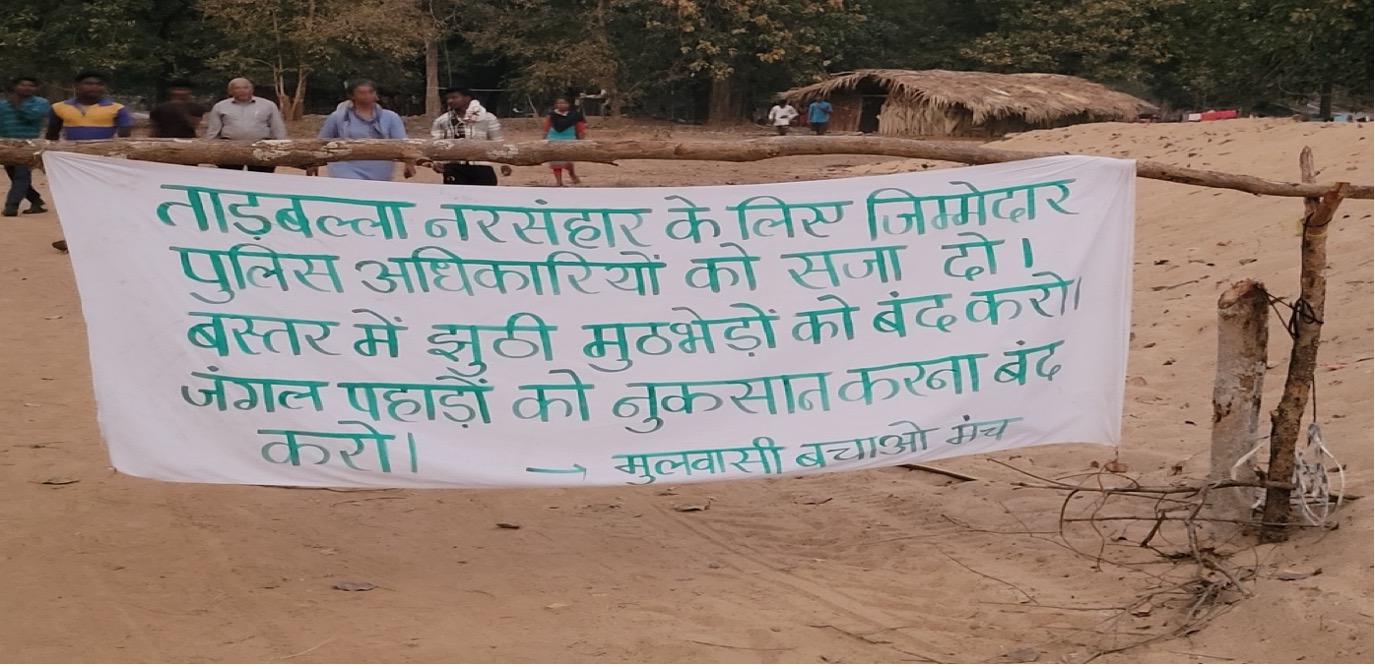 ताड़बल्ला नरसंहार के लिए जिम्मेदार
पुलिस अधिकारियों को सजा दो।
बस्तर में झुठी मुठभेड़ों को बंद करो।
जंगल पहाड़ों को नुकसान करना बंद
करो। → मुलवासी बचाओ मंच